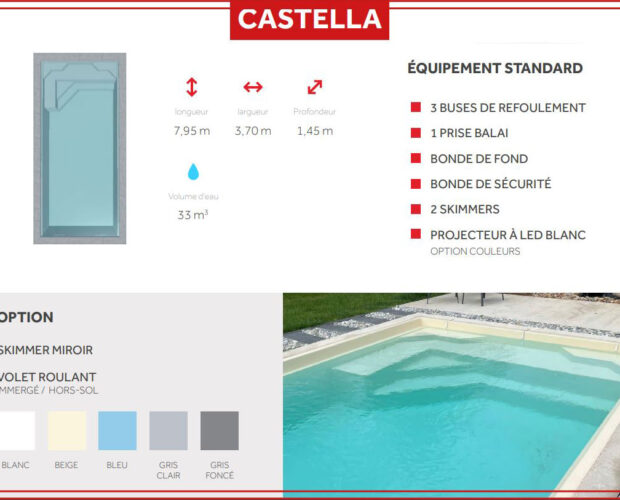 CASTELLA
longueur
7,95 m
largueur
3,70 m
Profondeur
1,45 m
Volume d'eau
33 m³
ÉQUIPEMENT STANDARD
3 BUSES DE REFOULEMENT
1 PRISE BALAI
BONDE DE FOND
BONDE DE SÉCURITÉ
2 SKIMMERS
PROJECTEUR À LED BLANC
OPTION COULEURS
OPTION
SKIMMER MIROIR
VOLET ROULANT
MMERGÉ / HORS-SOL
BLANC
BEIGE
BLEU
GRIS
CLAIR
GRIS
FONCÉ